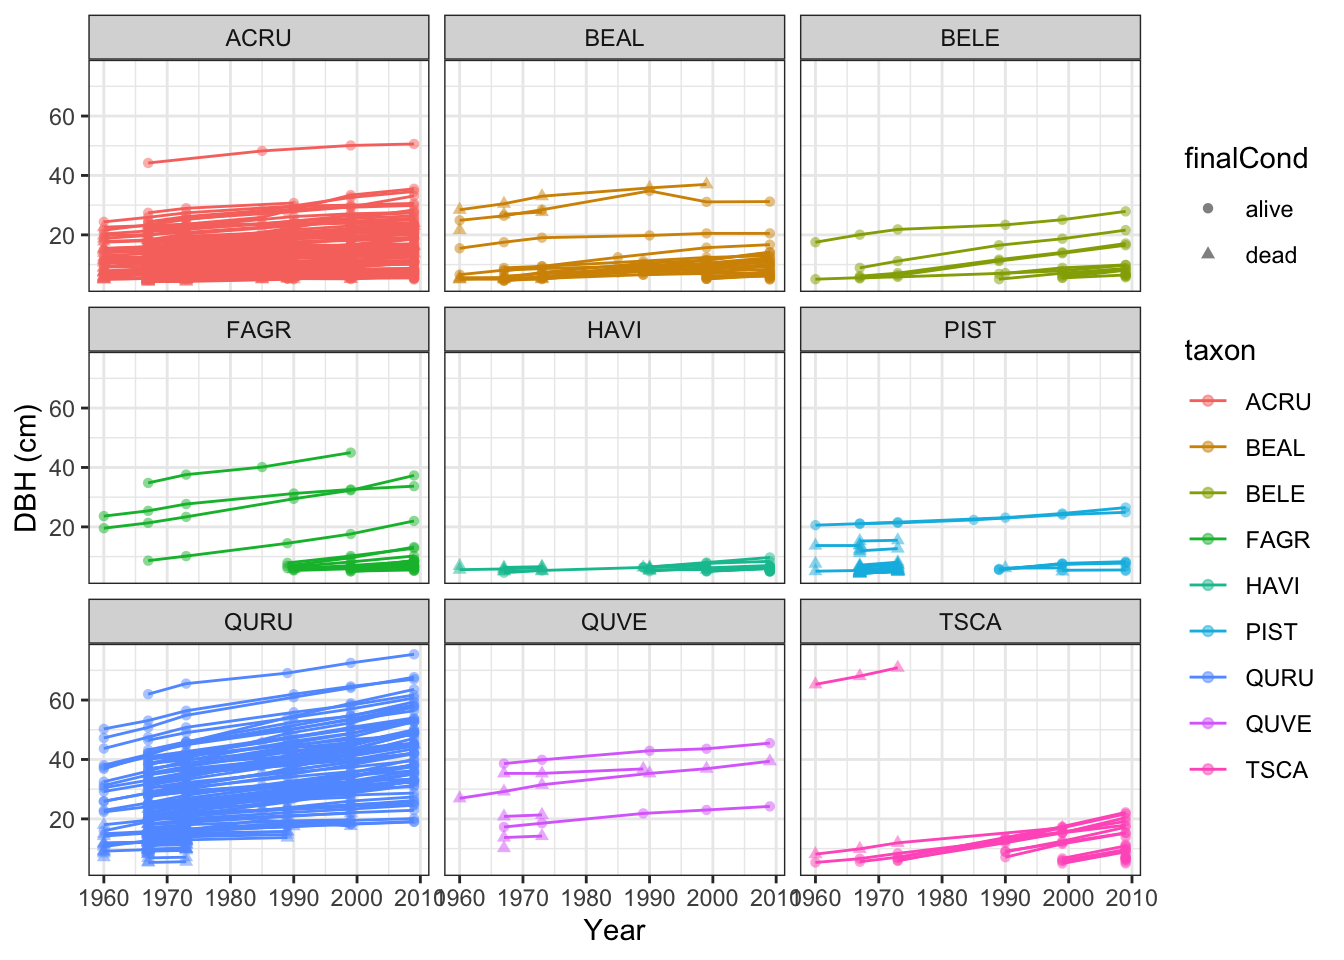 ACRU BEAL BELE
60
40
20
FAGR HAVI PIST
60
40
20
QURU QUVE TSCA
60
40
20
1960 1970 1980 1990 2000 2010 1960 1970 1980 1990 2000 2010 1960 1970 1980 1990 2000 2010
Year
DBH (cm)
finalCond
alive
dead
taxon
ACRU
BEAL
BELE
FAGR
HAVI
PIST
QURU
QUVE
TSCA